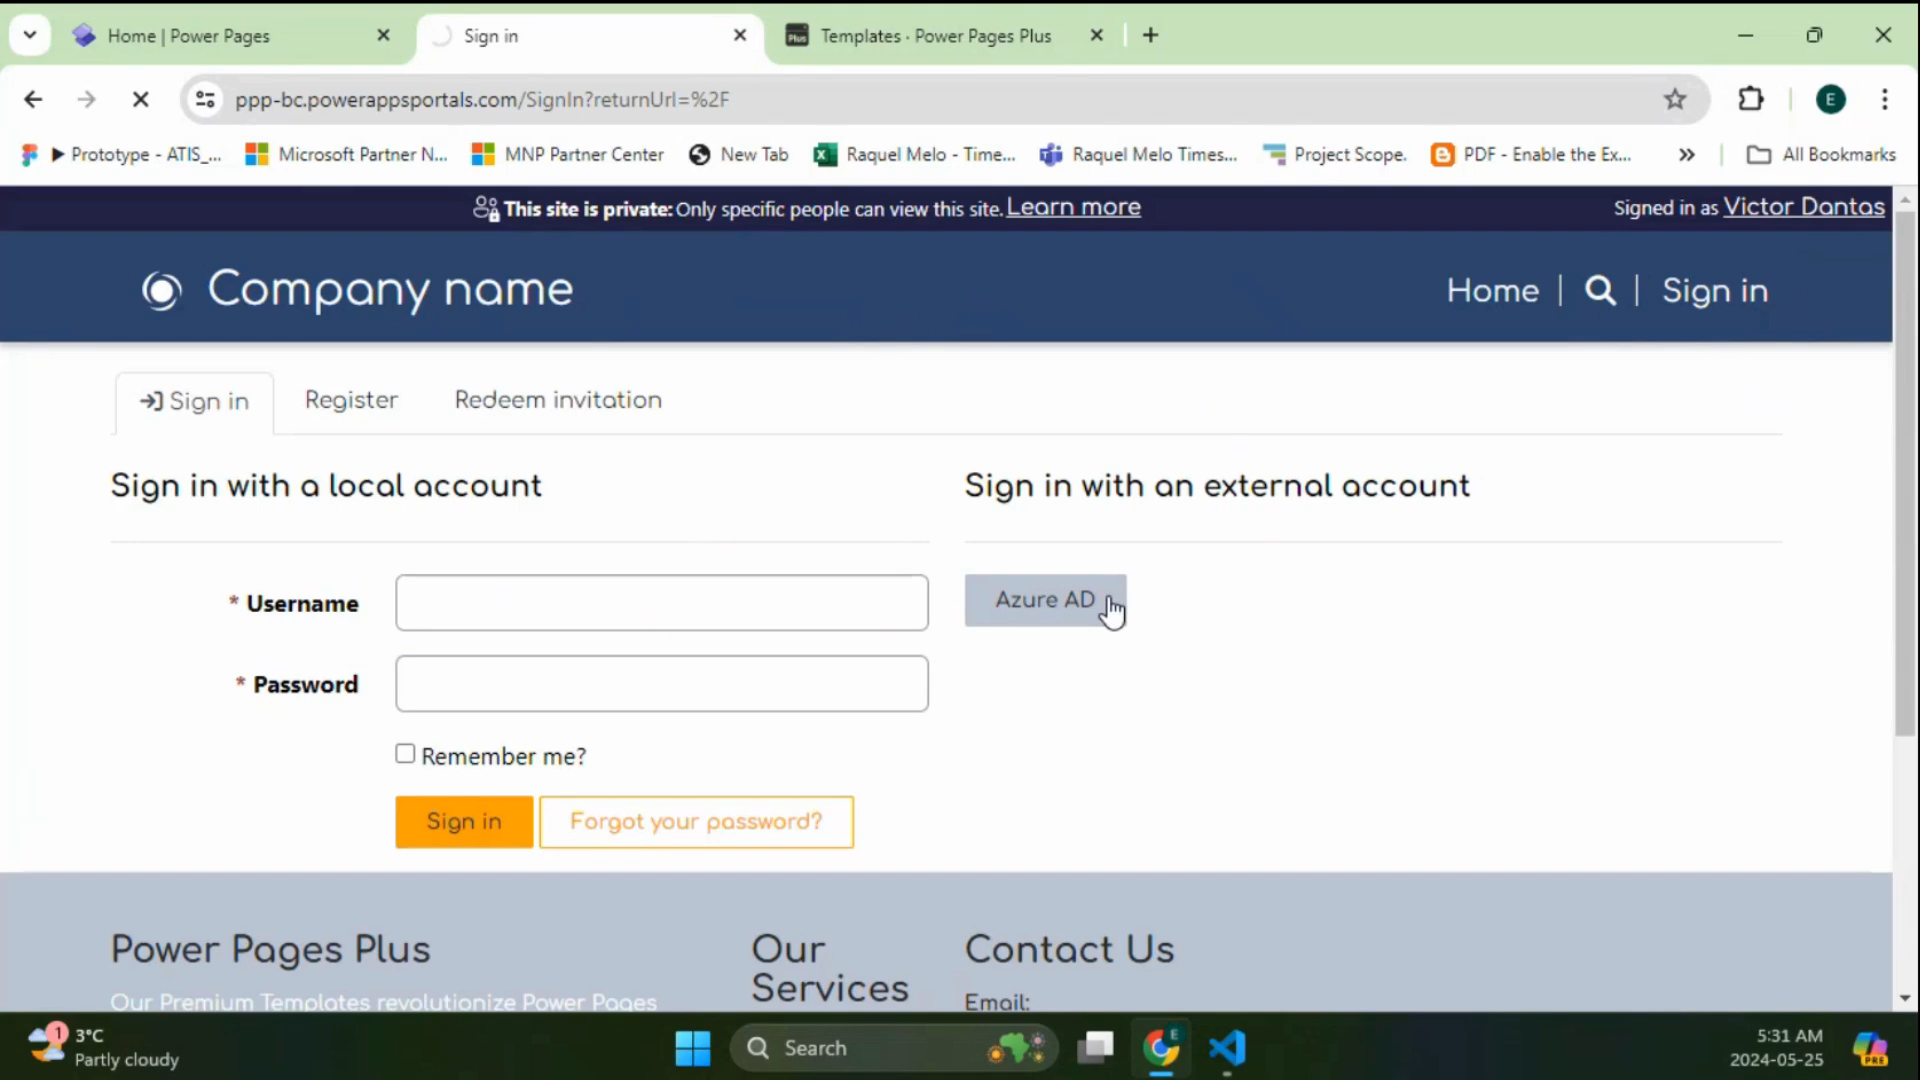 Home | Power Pages
Sign in
Plus
Templates · Power Pages Plus
ppp-bc.powerappsportals.com/SignIn?returnUrl=%2F
E
Prototype - ATIS_...
Microsoft Partner N...
MNP Partner Center
New Tab
Raquel Melo - Time...
Raquel Melo Times...
Project Scope.
PDF - Enable the Ex...
All Bookmarks
This site is private: Only specific people can view this site. Learn more
Signed in as Victor Dantas
Company name
Home | | Sign in
Sign in
Register
Redeem invitation
Sign in with a local account
Sign in with an external account
* Username
Azure AD
* Password
Remember me?
Sign in
Forgot your password?
Power Pages Plus
Our
Services
Contact Us
Our Premium Templates revolutionize Power Pages
Email:
1
3°C
Partly cloudy
Search
E
5:31 AM
2024-05-25
PRE